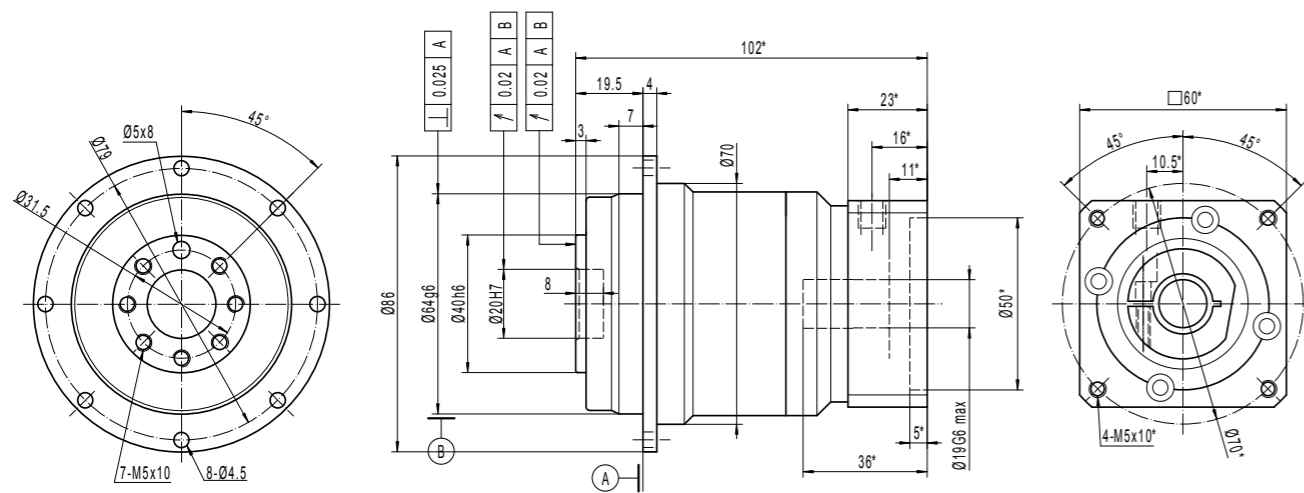 45°
Ø5x8
Ø79
Ø31.5
7-M5x10
8-Ø4.5
⊥ 0.025 A
↗ 0.02 A B
↗ 0.02 A B
102*
19.5
4
7
3
23*
16*
11*
Ø70
Ø86
Ø64g6
Ø40h6
Ø20H7
8
Ø50*
Ø19G6 max
5*
36*
B
A
□60*
45°
45°
10.5*
4-M5x10*
Ø70*